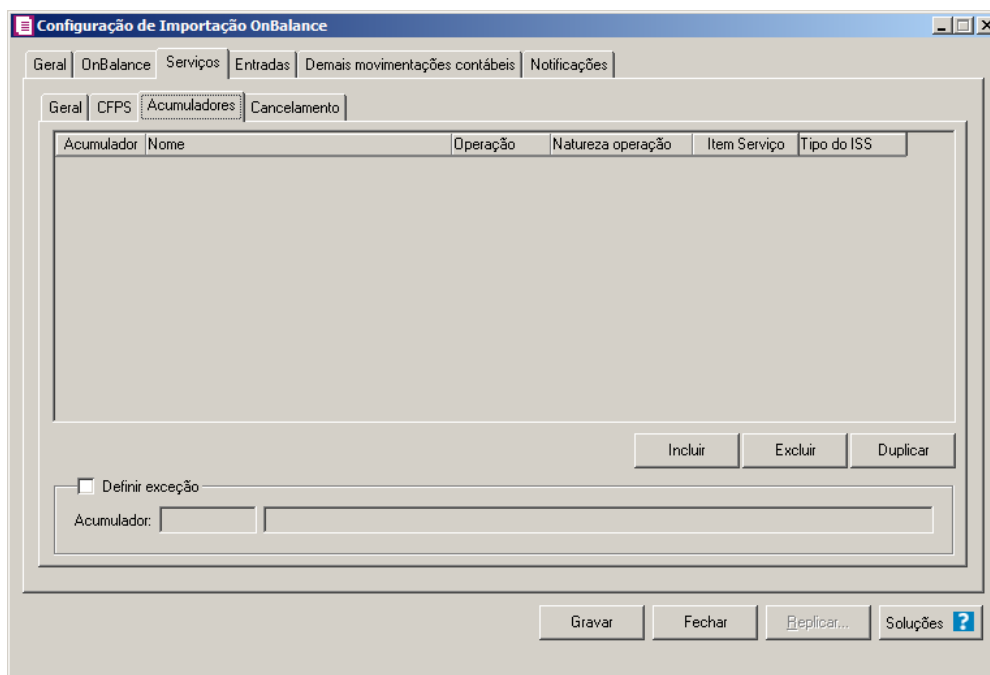 Configuração de Importação OnBalance
Geral OnBalance Serviços Entradas Demais movimentações contábeis Notificações
Geral CFPS Acumuladores Cancelamento
Acumulador Nome Operação Natureza operação Item Serviço Tipo do ISS
Incluir Excluir Duplicar
Definir exceção
Acumulador:
Gravar Fechar Replicar... Soluções ?